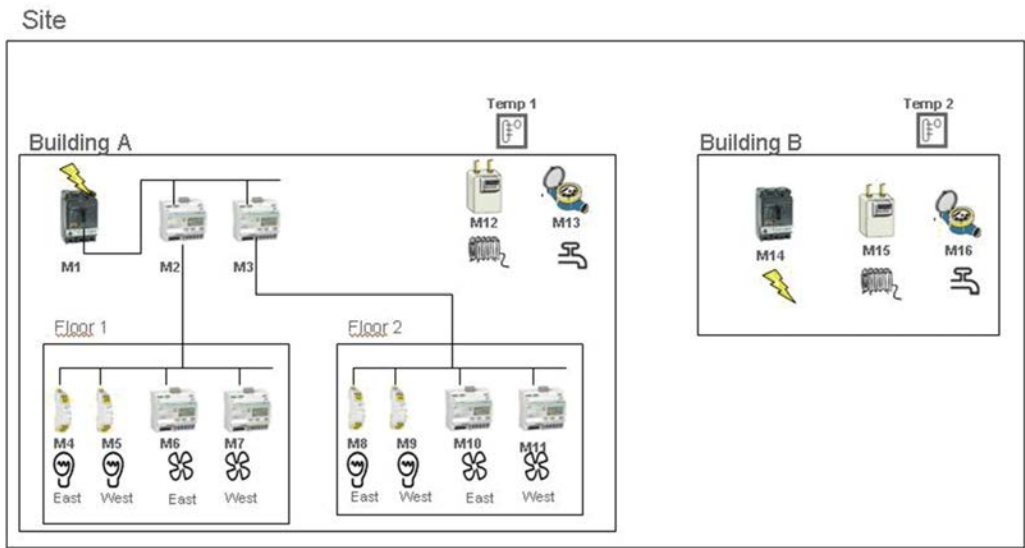 Site
Temp 1
Temp 2
Building A
Building B
M12
M13
M1
M2
M3
M14
M15
M16
Floor 1
Floor 2
M4
M5
M6
M7
M8
M9
M10
M11
East
West
East
West
East
West
East
West